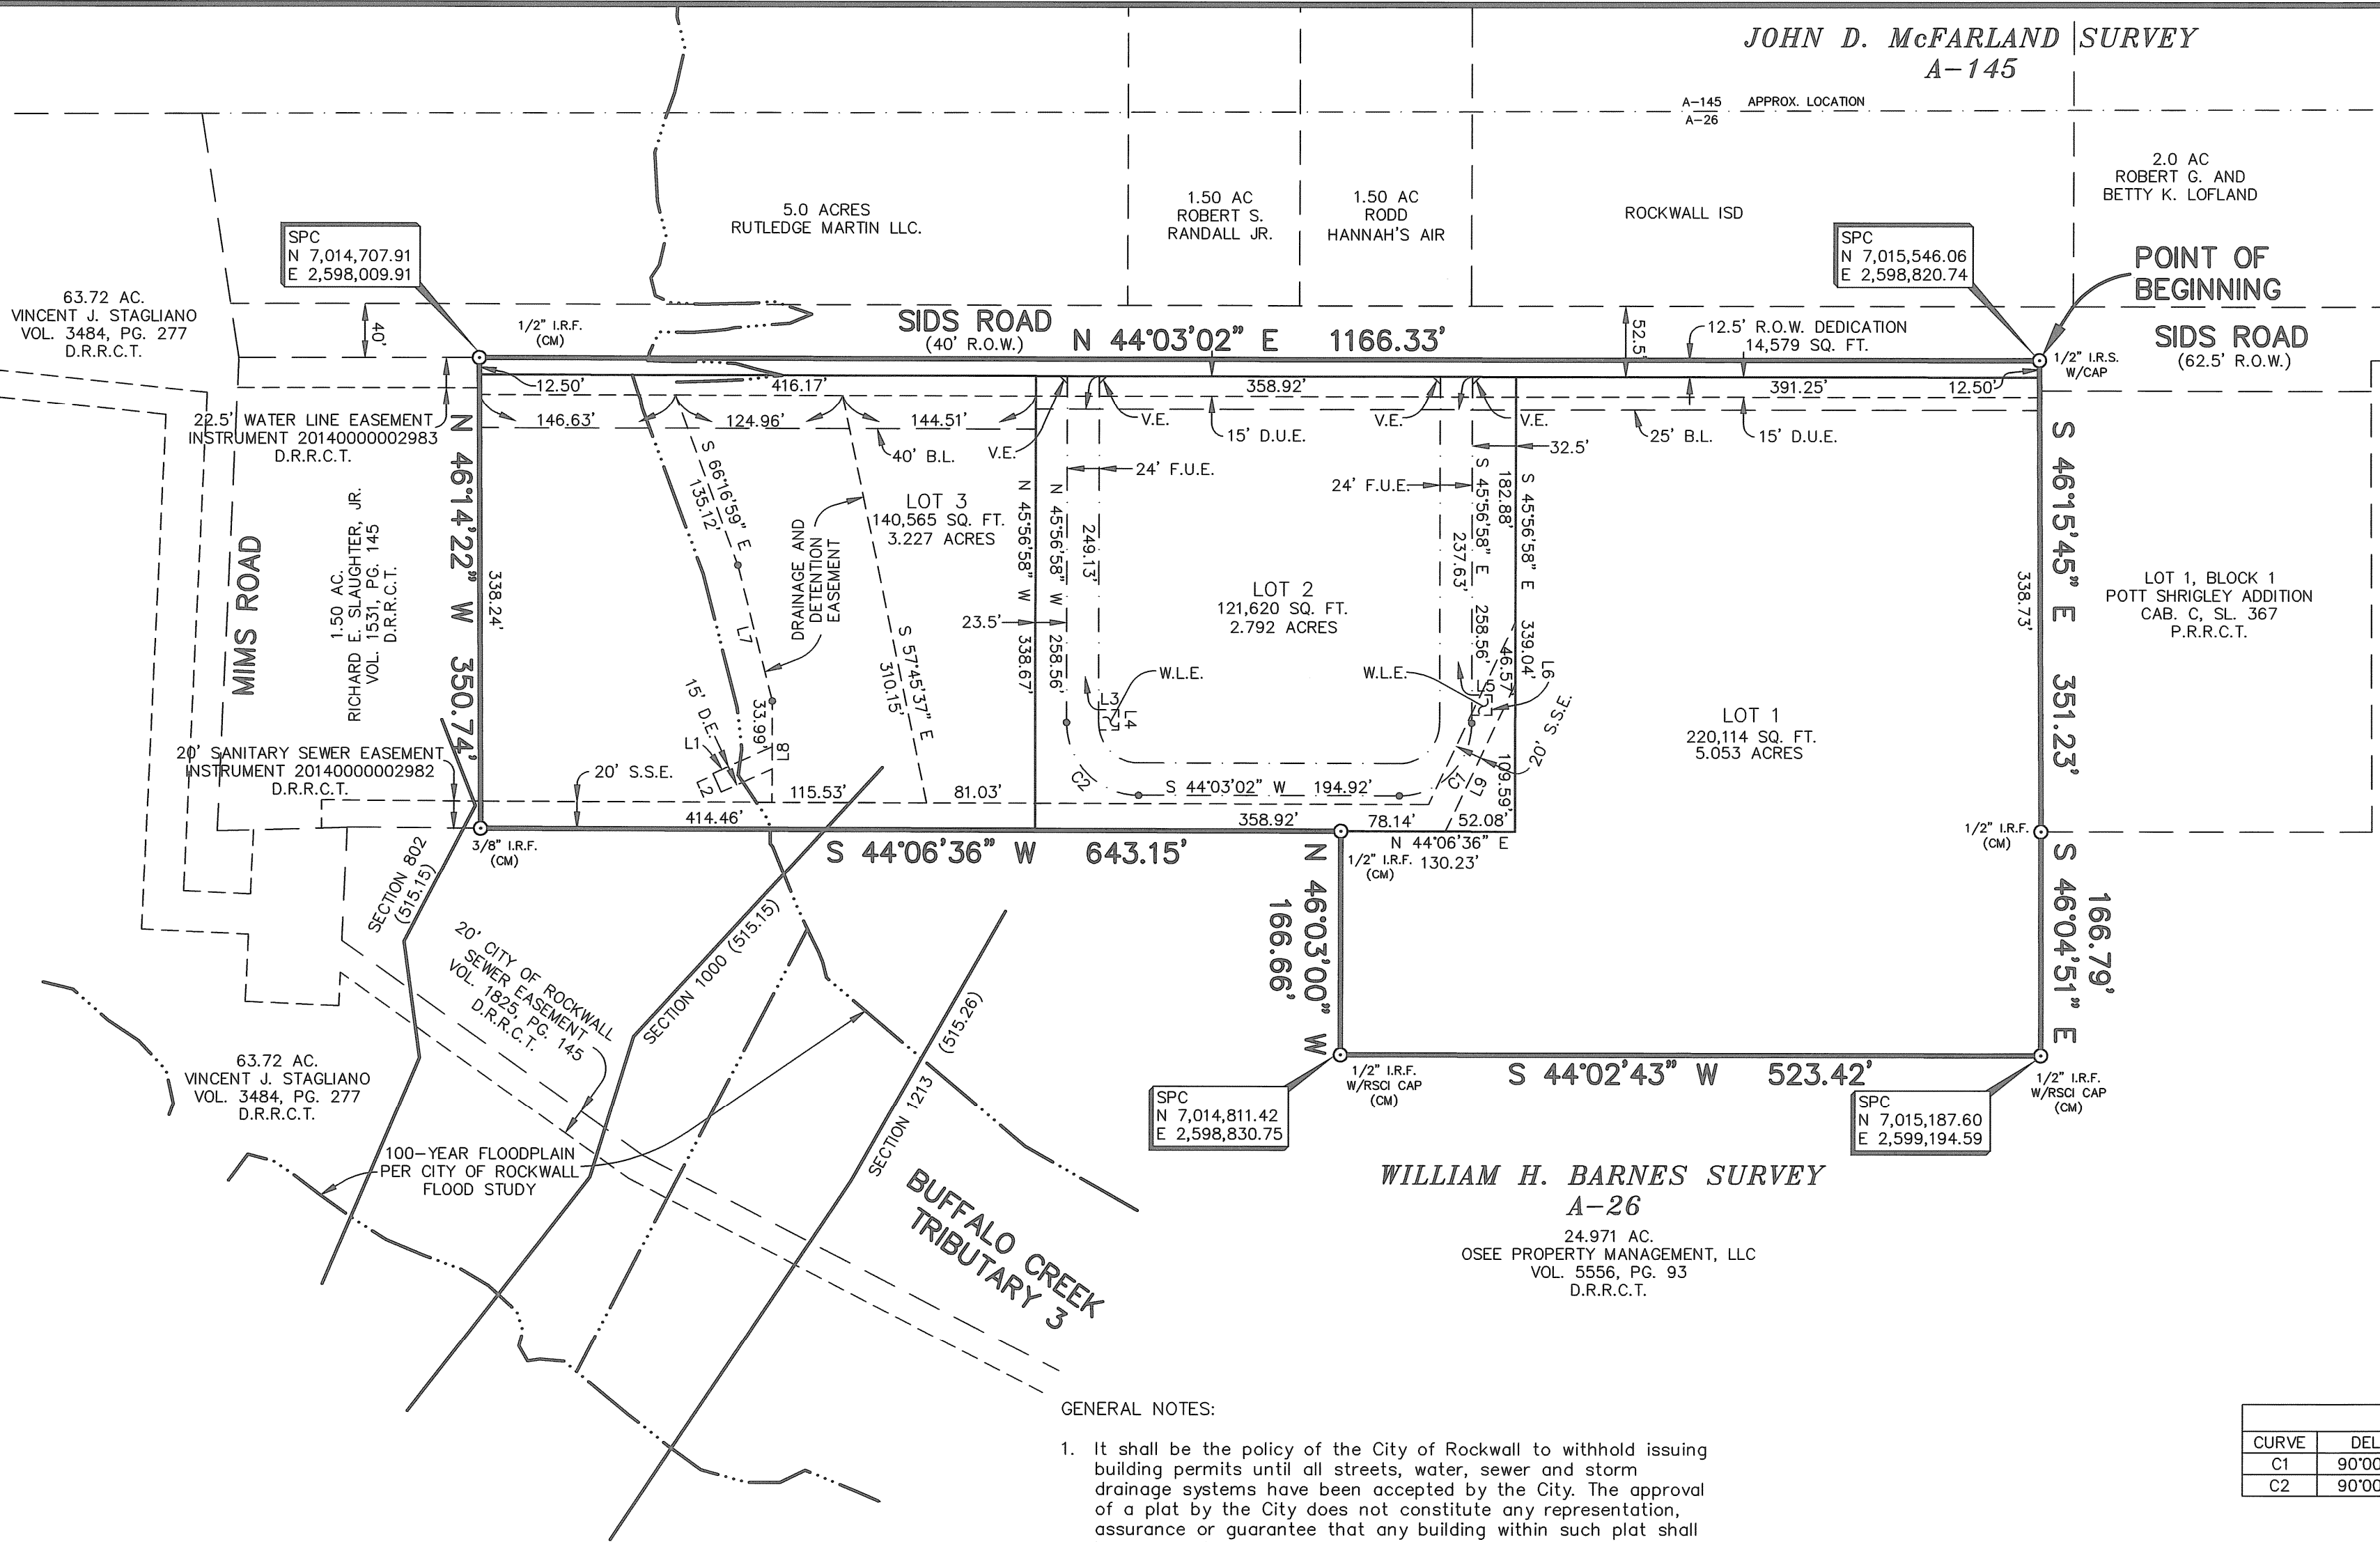 JOHN D. McFARLAND SURVEY
A-145
A-145 APPROX. LOCATION
A-26
2.0 AC
ROBERT G. AND
BETTY K. LOFLAND
5.0 ACRES
RUTLEDGE MARTIN LLC.
1.50 AC
ROBERT S.
RANDALL JR.
1.50 AC
RODD
HANNAH'S AIR
ROCKWALL ISD
SPC
N 7,014,707.91
E 2,598,009.91
SPC
N 7,015,546.06
E 2,598,820.74
POINT OF
BEGINNING
63.72 AC.
VINCENT J. STAGLIANO
VOL. 3484, PG. 277
D.R.R.C.T.
40'
1/2" I.R.F.
(CM)
SIDS ROAD
(40' R.O.W.)
N 44°03'02" E 1166.33'
52.5'
12.5' R.O.W. DEDICATION
14,579 SQ. FT.
SIDS ROAD
(62.5' R.O.W.)
1/2" I.R.S.
W/CAP
12.50'
416.17'
358.92'
391.25'
12.50'
22.5' WATER LINE EASEMENT
INSTRUMENT 20140000002983
D.R.R.C.T.
146.63'
124.96'
144.51'
40' B.L.
V.E.
V.E.
15' D.U.E.
V.E.
V.E.
32.5'
25' B.L.
15' D.U.E.
24' F.U.E.
24' F.U.E.
MIMS ROAD
1.50 AC.
RICHARD E. SLAUGHTER, JR.
VOL. 1531, PG. 145
D.R.R.C.T.
N 46°14'22" W 350.74'
338.24'
S 66°16'59" E
135.12'
L7
DRAINAGE AND
DETENTION
EASEMENT
LOT 3
140,565 SQ. FT.
3.227 ACRES
S 57°45'37" E
310.15'
N 45°56'58" W 338.67'
23.5'
N 45°56'58" W 258.56'
249.13'
LOT 2
121,620 SQ. FT.
2.792 ACRES
237.63'
S 45°56'58" E 258.56'
182.88'
46.57'
109.59'
S 45°56'58" E 339.04'
W.L.E.
W.L.E.
L3
L4
L5
L6
20' S.S.E.
LOT 1
220,114 SQ. FT.
5.053 ACRES
338.73'
S 46°15'45" E 351.23'
LOT 1, BLOCK 1
POTT SHRIGLEY ADDITION
CAB. C, SL. 367
P.R.R.C.T.
15' D.E.
33.99'
L1
L2
L8
20' SANITARY SEWER EASEMENT
INSTRUMENT 20140000002982
D.R.R.C.T.
20' S.S.E.
115.53'
81.03'
C2
S 44°03'02" W 194.92'
C1
L9
414.46'
358.92'
78.14'
52.08'
3/8" I.R.F.
(CM)
S 44°06'36" W 643.15'
1/2" I.R.F.
(CM)
N 44°06'36" E
130.23'
1/2" I.R.F.
(CM)
SECTION 802
(515.15)
SECTION 1000 (515.15)
SECTION 1213 (515.26)
20' CITY OF ROCKWALL
SEWER EASEMENT
VOL. 1825, PG. 145
D.R.R.C.T.
N 46°03'00" W
166.66'
S 46°04'51" E
166.79'
1/2" I.R.F.
W/RSCI CAP
(CM)
S 44°02'43" W 523.42'
1/2" I.R.F.
W/RSCI CAP
(CM)
SPC
N 7,014,811.42
E 2,598,830.75
SPC
N 7,015,187.60
E 2,599,194.59
63.72 AC.
VINCENT J. STAGLIANO
VOL. 3484, PG. 277
D.R.R.C.T.
100-YEAR FLOODPLAIN
PER CITY OF ROCKWALL
FLOOD STUDY
BUFFALO CREEK
TRIBUTARY 3
WILLIAM H. BARNES SURVEY
A-26
24.971 AC.
OSEE PROPERTY MANAGEMENT, LLC
VOL. 5556, PG. 93
D.R.R.C.T.
GENERAL NOTES:
1. It shall be the policy of the City of Rockwall to withhold issuing
building permits until all streets, water, sewer and storm
drainage systems have been accepted by the City. The approval
of a plat by the City does not constitute any representation,
assurance or guarantee that any building within such plat shall
CURVE DEL
C1 90°00
C2 90°00